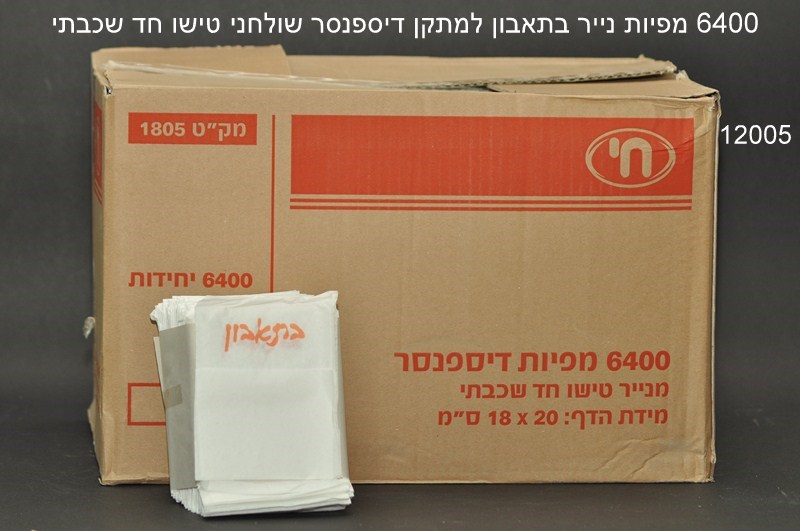 6400 מפיות נייר בתאבון למתקן דיספנסר שולחני טישו חד שכבתי
12005
חי
מק״ט 1805
6400 יחידות
בתאבון
6400 מפיות דיספנסר
מנייר טישו חד שכבתי
מידת הדף: 20 x 18 ס״מ